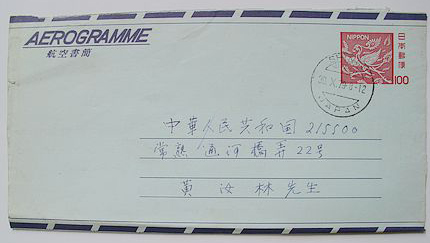 AEROGRAMME
航空書簡
NIPPON
日本郵便
100
JAPAN
中華人民共和国 215500
常熟 通河橋弄 22号
黄汝林先生